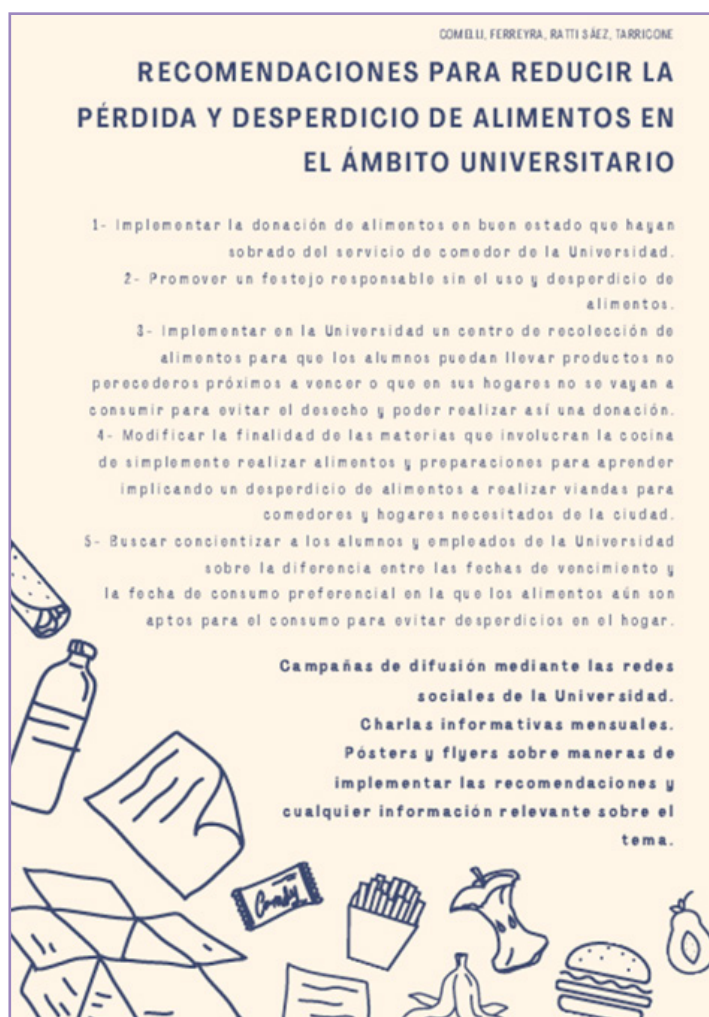 COMELLI, FERREYRA, RATTI SÁEZ, TARRICONE
RECOMENDACIONES PARA REDUCIR LA
PÉRDIDA Y DESPERDICIO DE ALIMENTOS EN
EL ÁMBITO UNIVERSITARIO
1- Implementar la donación de alimentos en buen estado que hayan
sobrado del servicio de comedor de la Universidad.
2- Promover un festejo responsable sin el uso y desperdicio de
alimentos.
3- Implementar en la Universidad un centro de recolección de
alimentos para que los alumnos puedan llevar productos no
perecederos próximos a vencer o que en sus hogares no se vayan a
consumir para evitar el desecho y poder realizar así una donación.
4- Modificar la finalidad de las materias que involucran la cocina
de simplemente realizar alimentos y preparaciones para aprender
implicando un desperdicio de alimentos a realizar viandas para
comedores y hogares necesitados de la ciudad.
5- Buscar concientizar a los alumnos y empleados de la Universidad
sobre la diferencia entre las fechas de vencimiento y
la fecha de consumo preferencial en la que los alimentos aún son
aptos para el consumo para evitar desperdicios en el hogar.
Campañas de difusión mediante las redes
sociales de la Universidad.
Charlas informativas mensuales.
Pósters y flyers sobre maneras de
implementar las recomendaciones y
cualquier información relevante sobre el
tema.
Candy